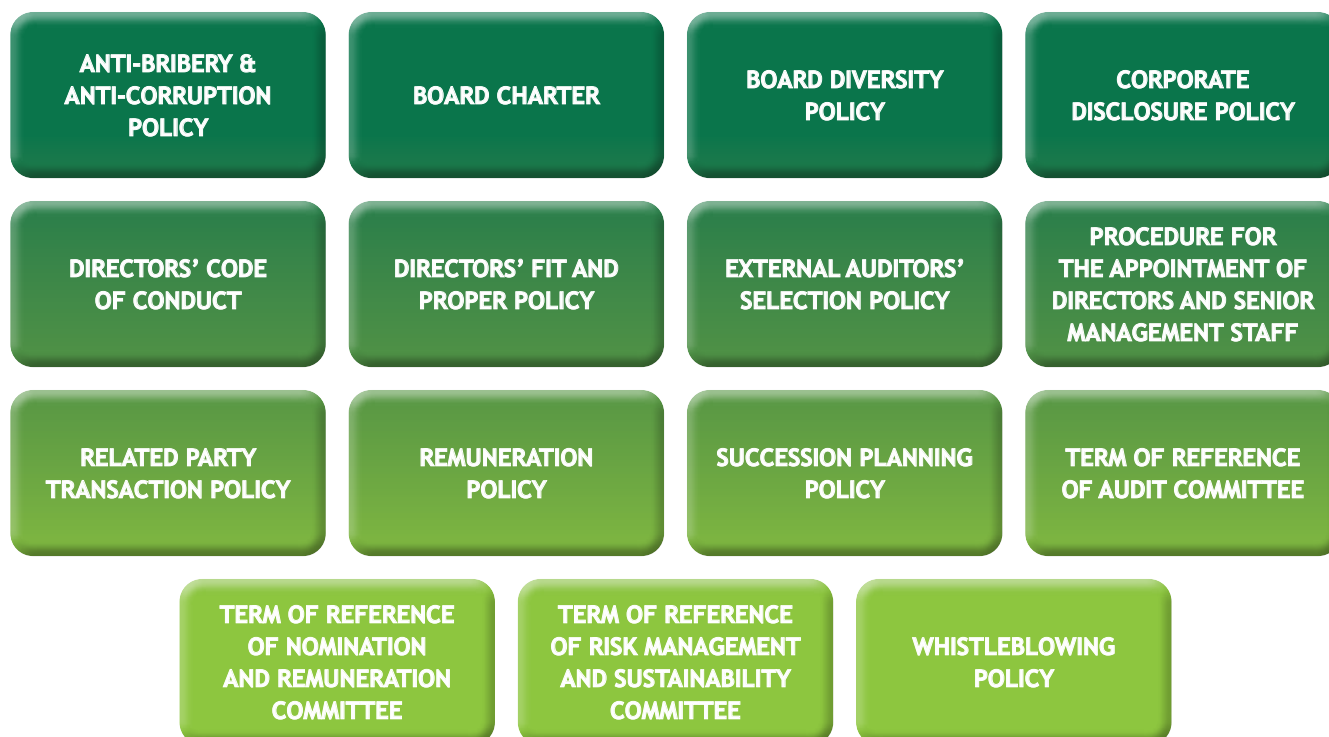 ANTI-BRIBERY &
ANTI-CORRUPTION
POLICY
BOARD CHARTER
BOARD DIVERSITY
POLICY
CORPORATE
DISCLOSURE POLICY
DIRECTORS’ CODE
OF CONDUCT
DIRECTORS’ FIT AND
PROPER POLICY
EXTERNAL AUDITORS’
SELECTION POLICY
PROCEDURE FOR
THE APPOINTMENT OF
DIRECTORS AND SENIOR
MANAGEMENT STAFF
RELATED PARTY
TRANSACTION POLICY
REMUNERATION
POLICY
SUCCESSION PLANNING
POLICY
TERM OF REFERENCE
OF AUDIT COMMITTEE
TERM OF REFERENCE
OF NOMINATION
AND REMUNERATION
COMMITTEE
TERM OF REFERENCE
OF RISK MANAGEMENT
AND SUSTAINABILITY
COMMITTEE
WHISTLEBLOWING
POLICY